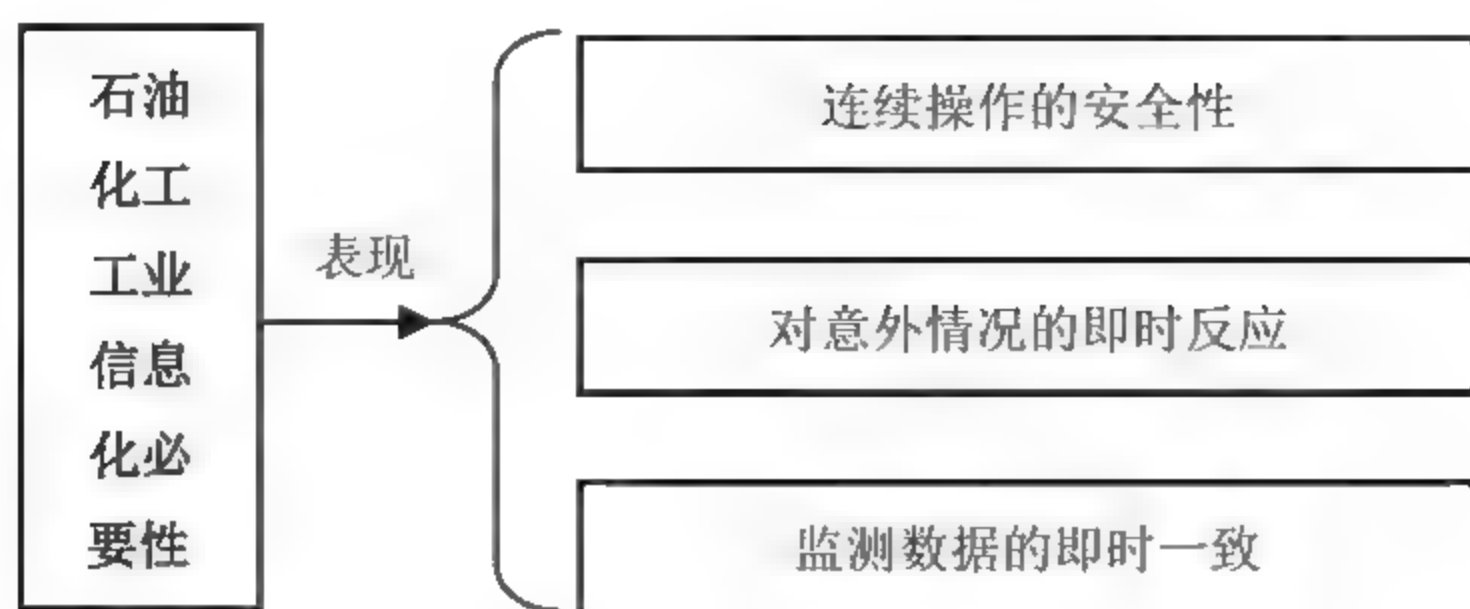 石油
化工
工业
信息
化必
要性
表现
连续操作的安全性
对意外情况的即时反应
监测数据的即时一致